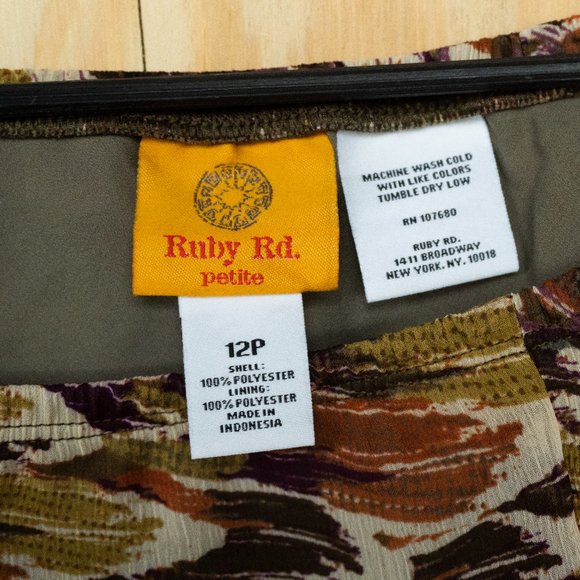 Ruby Rd.
petite
12P
SHELL:
100% POLYESTER
LINING:
100% POLYESTER
MADE IN
INDONESIA
MACHINE WASH COLD
WITH LIKE COLORS
TUMBLE DRY LOW
RN 107680
RUBY RD.
1411 BROADWAY
NEW YORK. NY. 10018